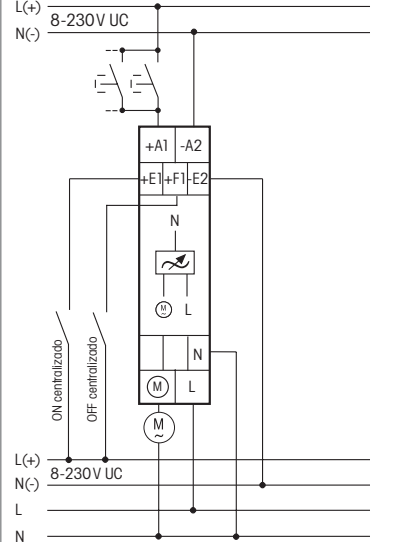 L(+)
8-230V UC
N(-)
+A1 -A2
+E1 +F1 -E2
N
M
~
L
N
M
L
M
~
ON centralizado
OFF centralizado
L(+)
8-230V UC
N(-)
L
N